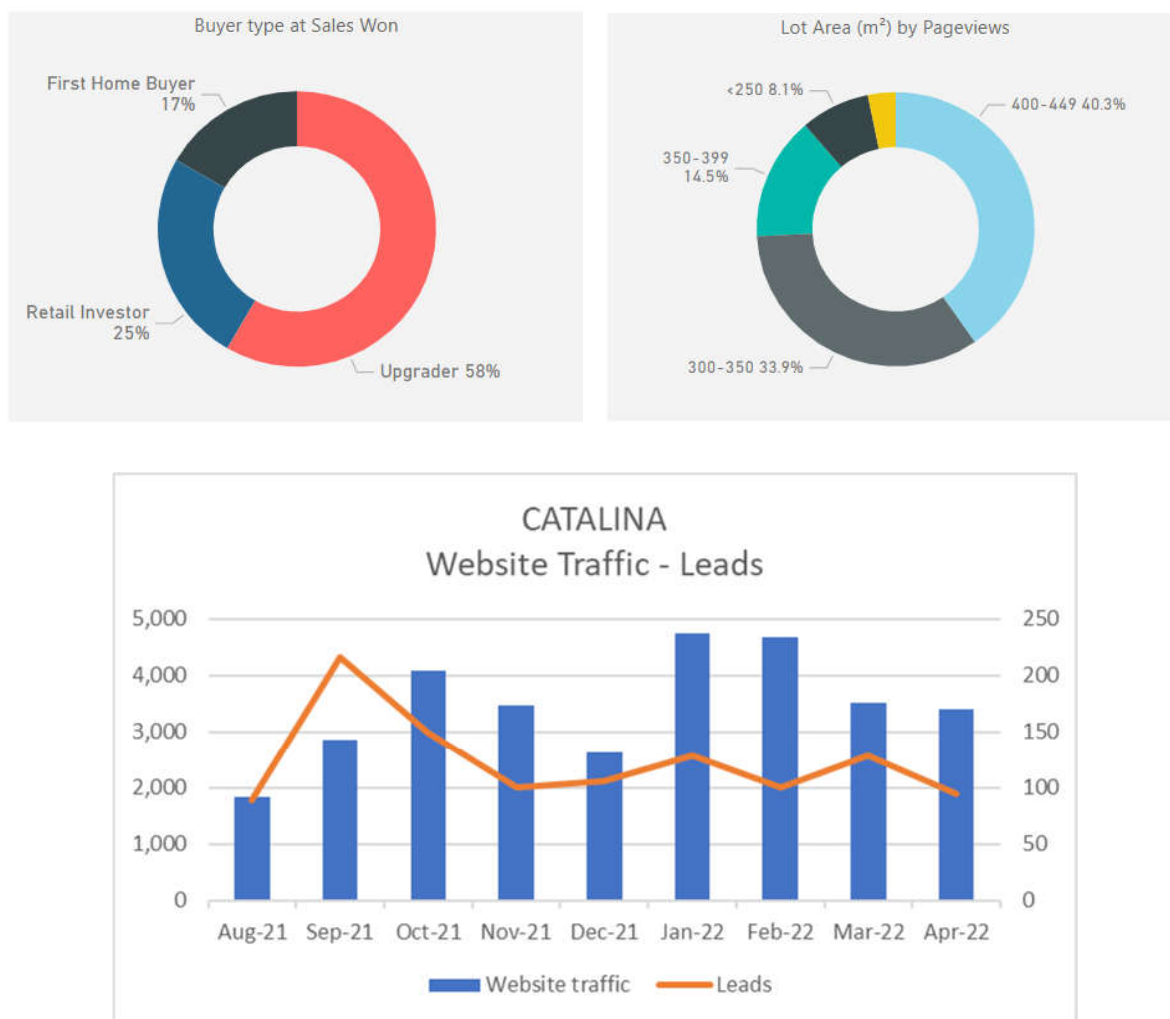 Buyer type at Sales Won
First Home Buyer
17%
Retail Investor
25%
Upgrader 58%
Lot Area (m²) by Pageviews
<250 8.1%
400-449 40.3%
350-399
14.5%
300-350 33.9%
CATALINA
Website Traffic - Leads
5,000
4,000
3,000
2,000
1,000
0
250
200
150
100
50
0
Aug-21 Sep-21 Oct-21 Nov-21 Dec-21 Jan-22 Feb-22 Mar-22 Apr-22
Website traffic Leads